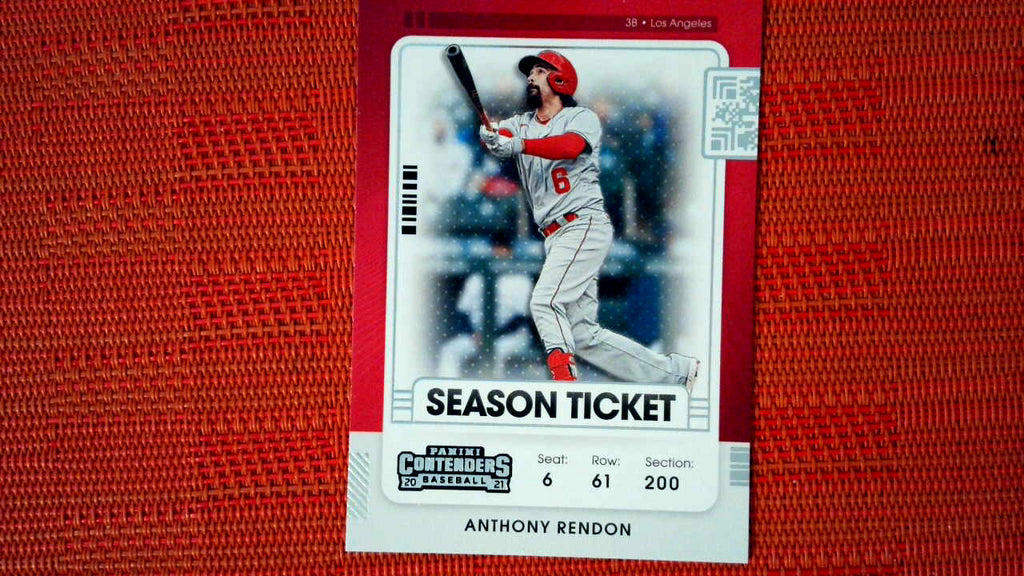 3B • Los Angeles
6
SEASON TICKET
PANINI
CONTENDERS
20 BASEBALL 21
Seat: Row: Section:
6 61 200
ANTHONY RENDON